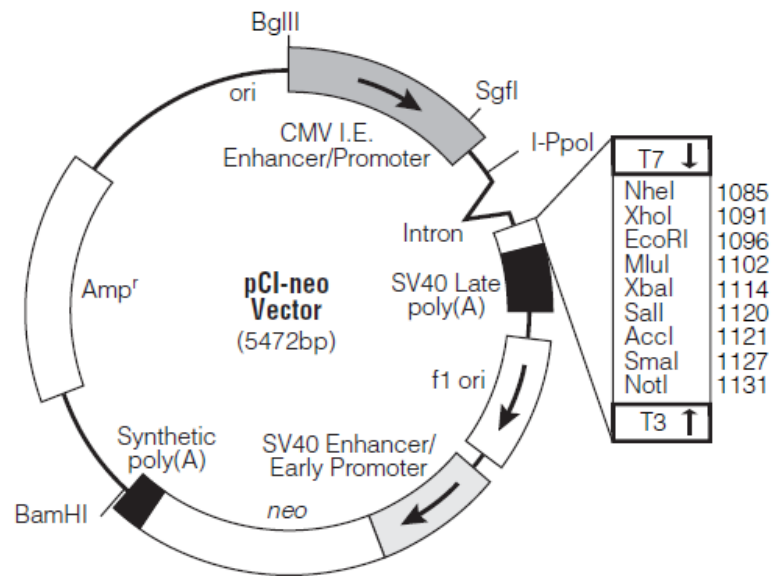 BglII
ori
SgfI
CMV I.E.
Enhancer/Promoter
I-PpoI
Intron
T7 ↓
NheI 1085
XhoI 1091
EcoRI 1096
MluI 1102
XbaI 1114
SalI 1120
AccI 1121
SmaI 1127
NotI 1131
T3 ↑
pCI-neo
Vector
(5472bp)
SV40 Late
poly(A)
Ampʳ
f1 ori
Synthetic
poly(A)
SV40 Enhancer/
Early Promoter
neo
BamHI